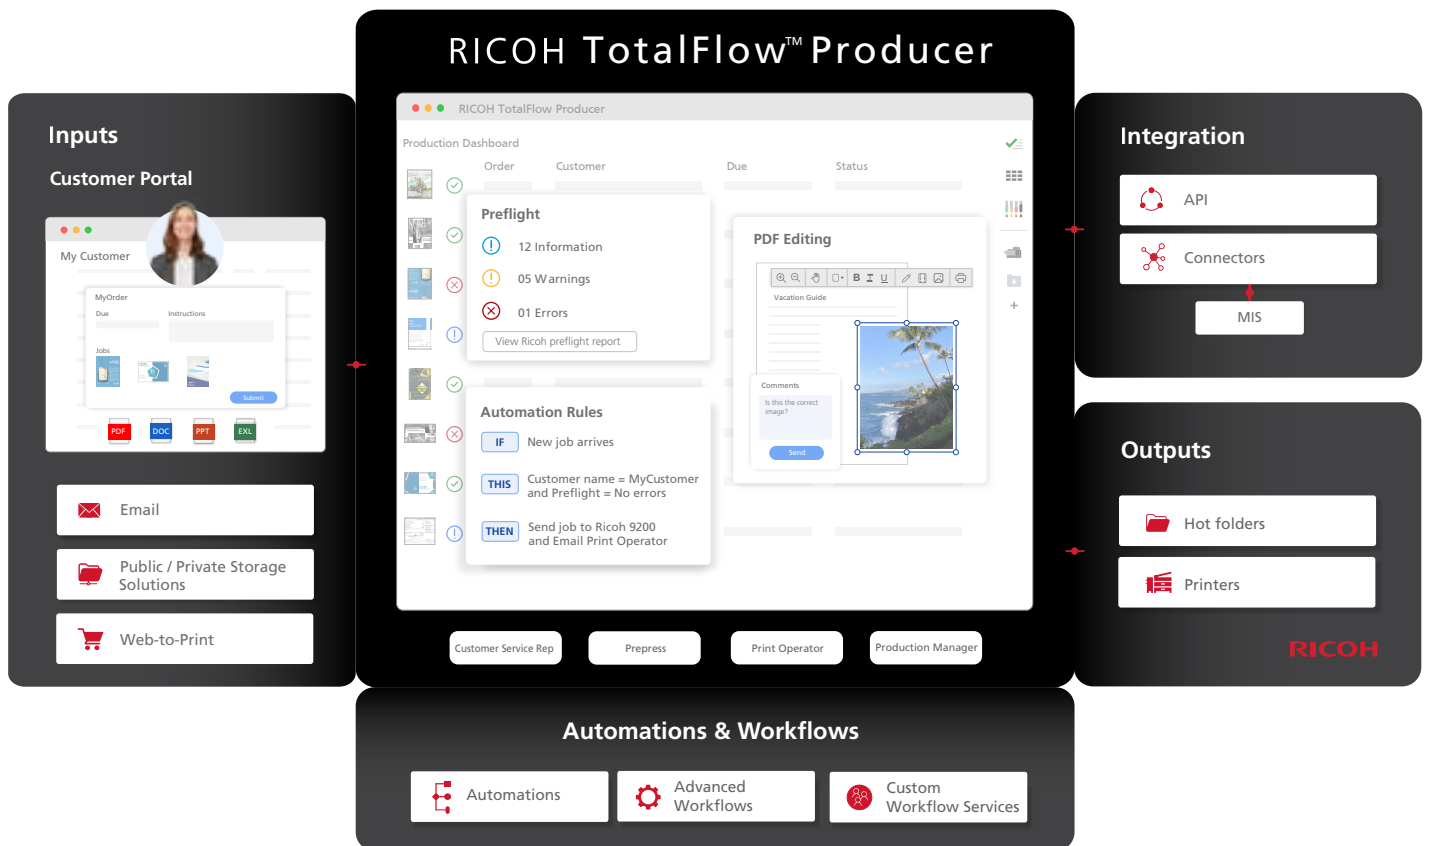 RICOH TotalFlow™ Producer
Inputs
Customer Portal
My Customer
MyOrder
Due
Instructions
Jobs
Submit
PDF
DOC
PPT
EXL
Email
Public / Private Storage
Solutions
Web-to-Print
RICOH TotalFlow Producer
Production Dashboard
Order
Customer
Due
Status
Preflight
12 Information
05 Warnings
01 Errors
View Ricoh preflight report
Automation Rules
IF
New job arrives
THIS
Customer name = MyCustomer
and Preflight = No errors
THEN
Send job to Ricoh 9200
and Email Print Operator
PDF Editing
B I U
Vacation Guide
Comments
Is this the correct
image?
Send
Customer Service Rep
Prepress
Print Operator
Production Manager
Integration
API
Connectors
MIS
Outputs
Hot folders
Printers
RICOH
Automations & Workflows
Automations
Advanced
Workflows
Custom
Workflow Services